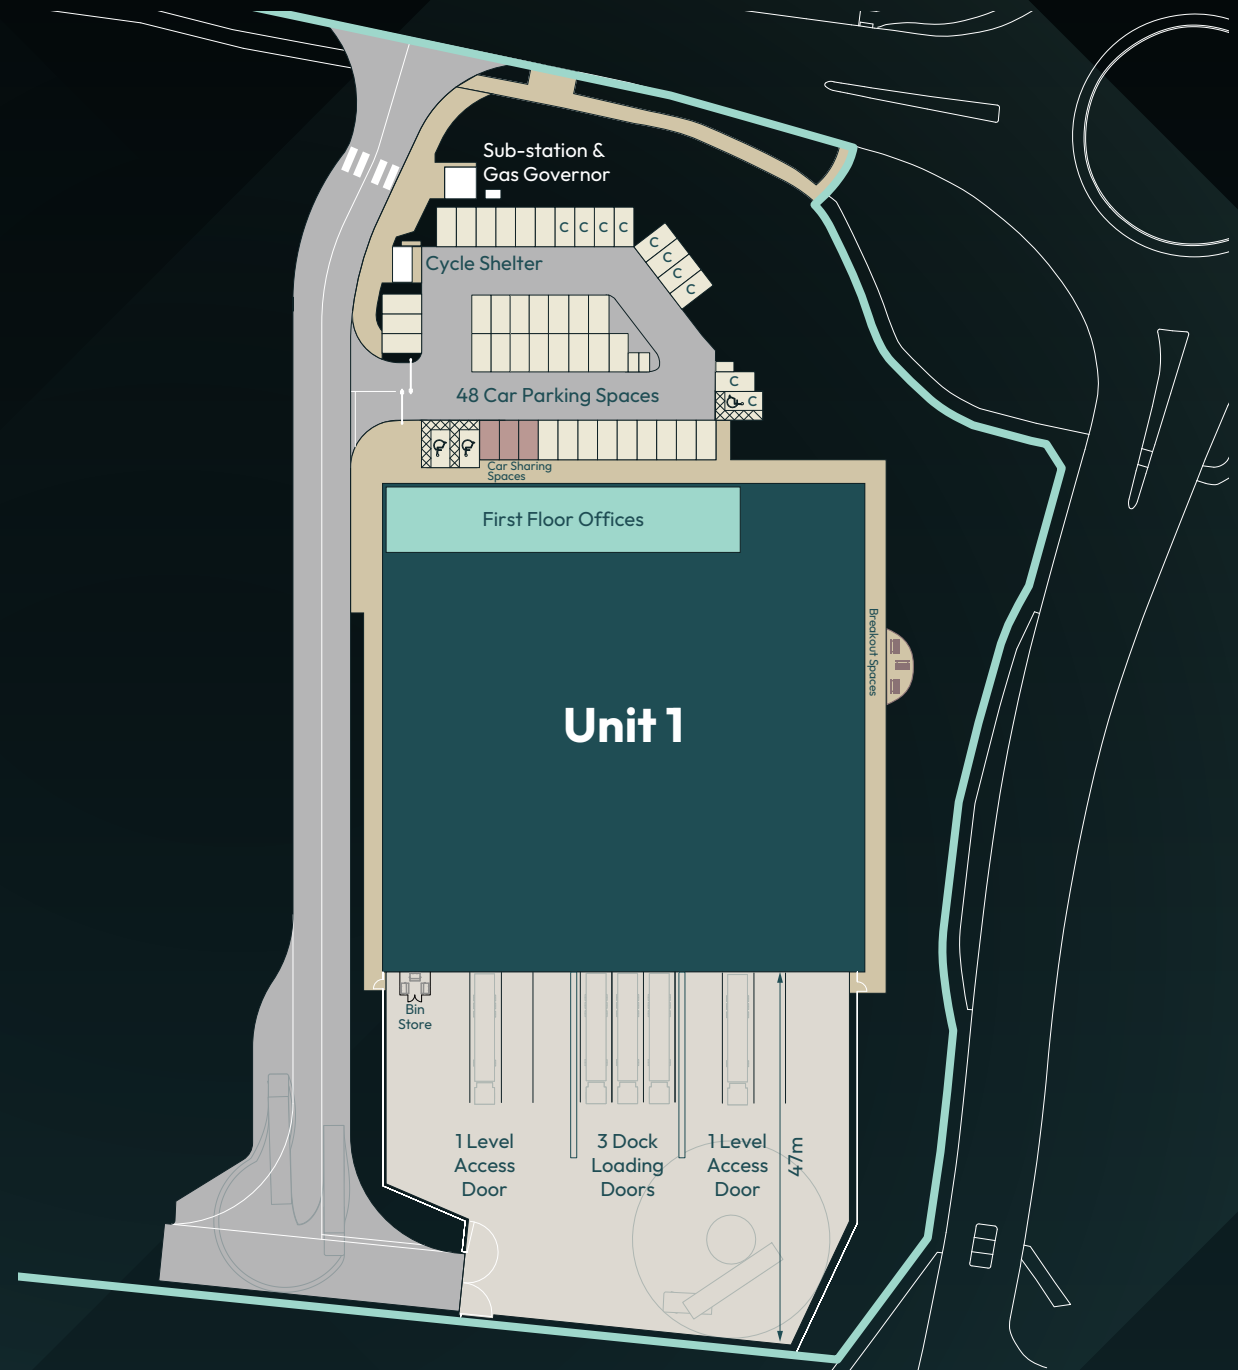 Sub-station &
Gas Governor
C C C C
C
C
C
C
Cycle Shelter
48 Car Parking Spaces
C
C
Car Sharing
Spaces
First Floor Offices
Breakout Spaces
Unit 1
Bin
Store
1 Level
Access
Door
3 Dock
Loading
Doors
1 Level
Access
Door
47m